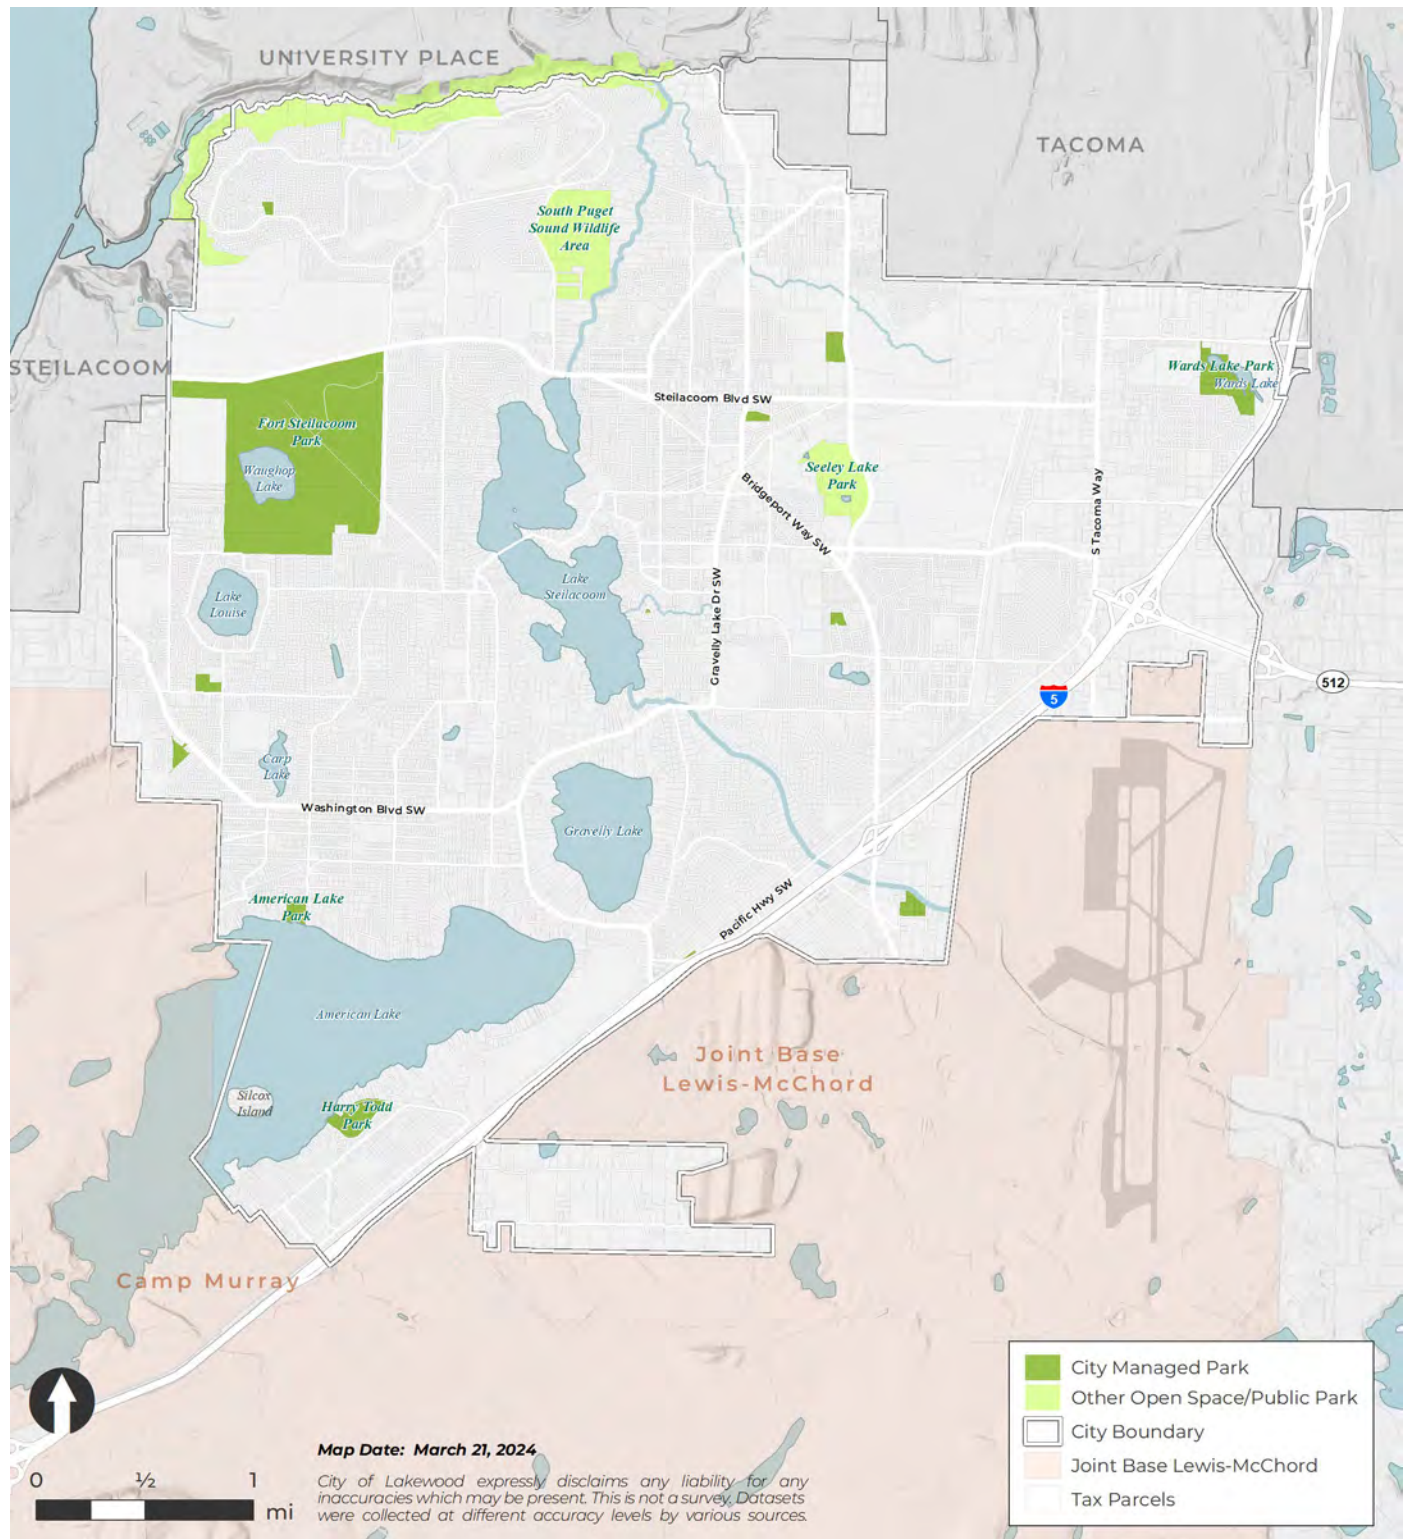 UNIVERSITY PLACE
TACOMA
South Puget
Sound Wildlife
Area
STEILACOOM
Wards Lake Park
Wards Lake
Steilacoom Blvd SW
Fort Steilacoom
Park
Waughop
Lake
Seeley Lake
Park
Bridgeport Way SW
S Tacoma Way
Lake
Steilacoom
Lake
Louise
Gravelly Lake Dr SW
512
5
Carp
Lake
Washington Blvd SW
Gravelly Lake
American Lake
Park
Pacific Hwy SW
American Lake
Joint Base
Lewis-McChord
Silcox
Island
Harry Todd
Park
Camp Murray
City Managed Park
Other Open Space/Public Park
City Boundary
Joint Base Lewis-McChord
Tax Parcels
Map Date: March 21, 2024
0 ½ 1
mi
City of Lakewood expressly disclaims any liability for any
inaccuracies which may be present. This is not a survey. Datasets
were collected at different accuracy levels by various sources.